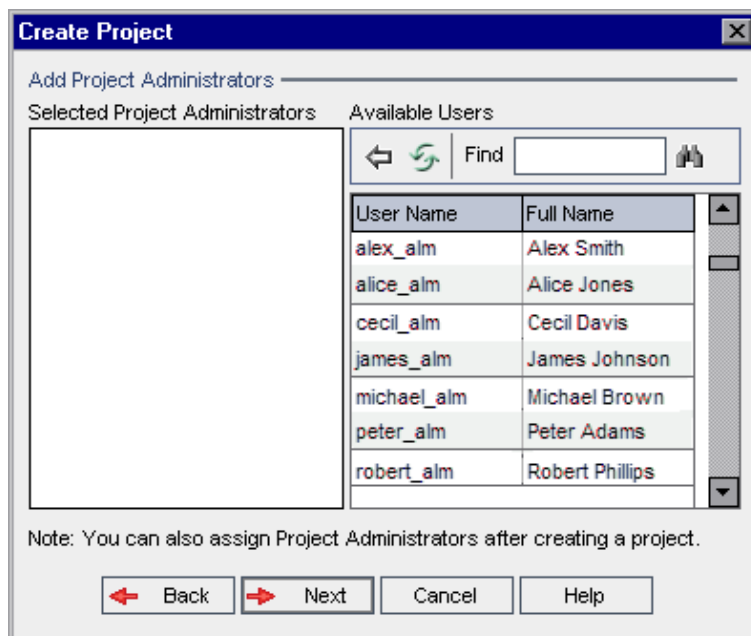 Create Project
Add Project Administrators
Selected Project Administrators
Available Users
Find
User Name Full Name
alex_alm Alex Smith
alice_alm Alice Jones
cecil_alm Cecil Davis
james_alm James Johnson
michael_alm Michael Brown
peter_alm Peter Adams
robert_alm Robert Phillips
Note: You can also assign Project Administrators after creating a project.
Back Next Cancel Help